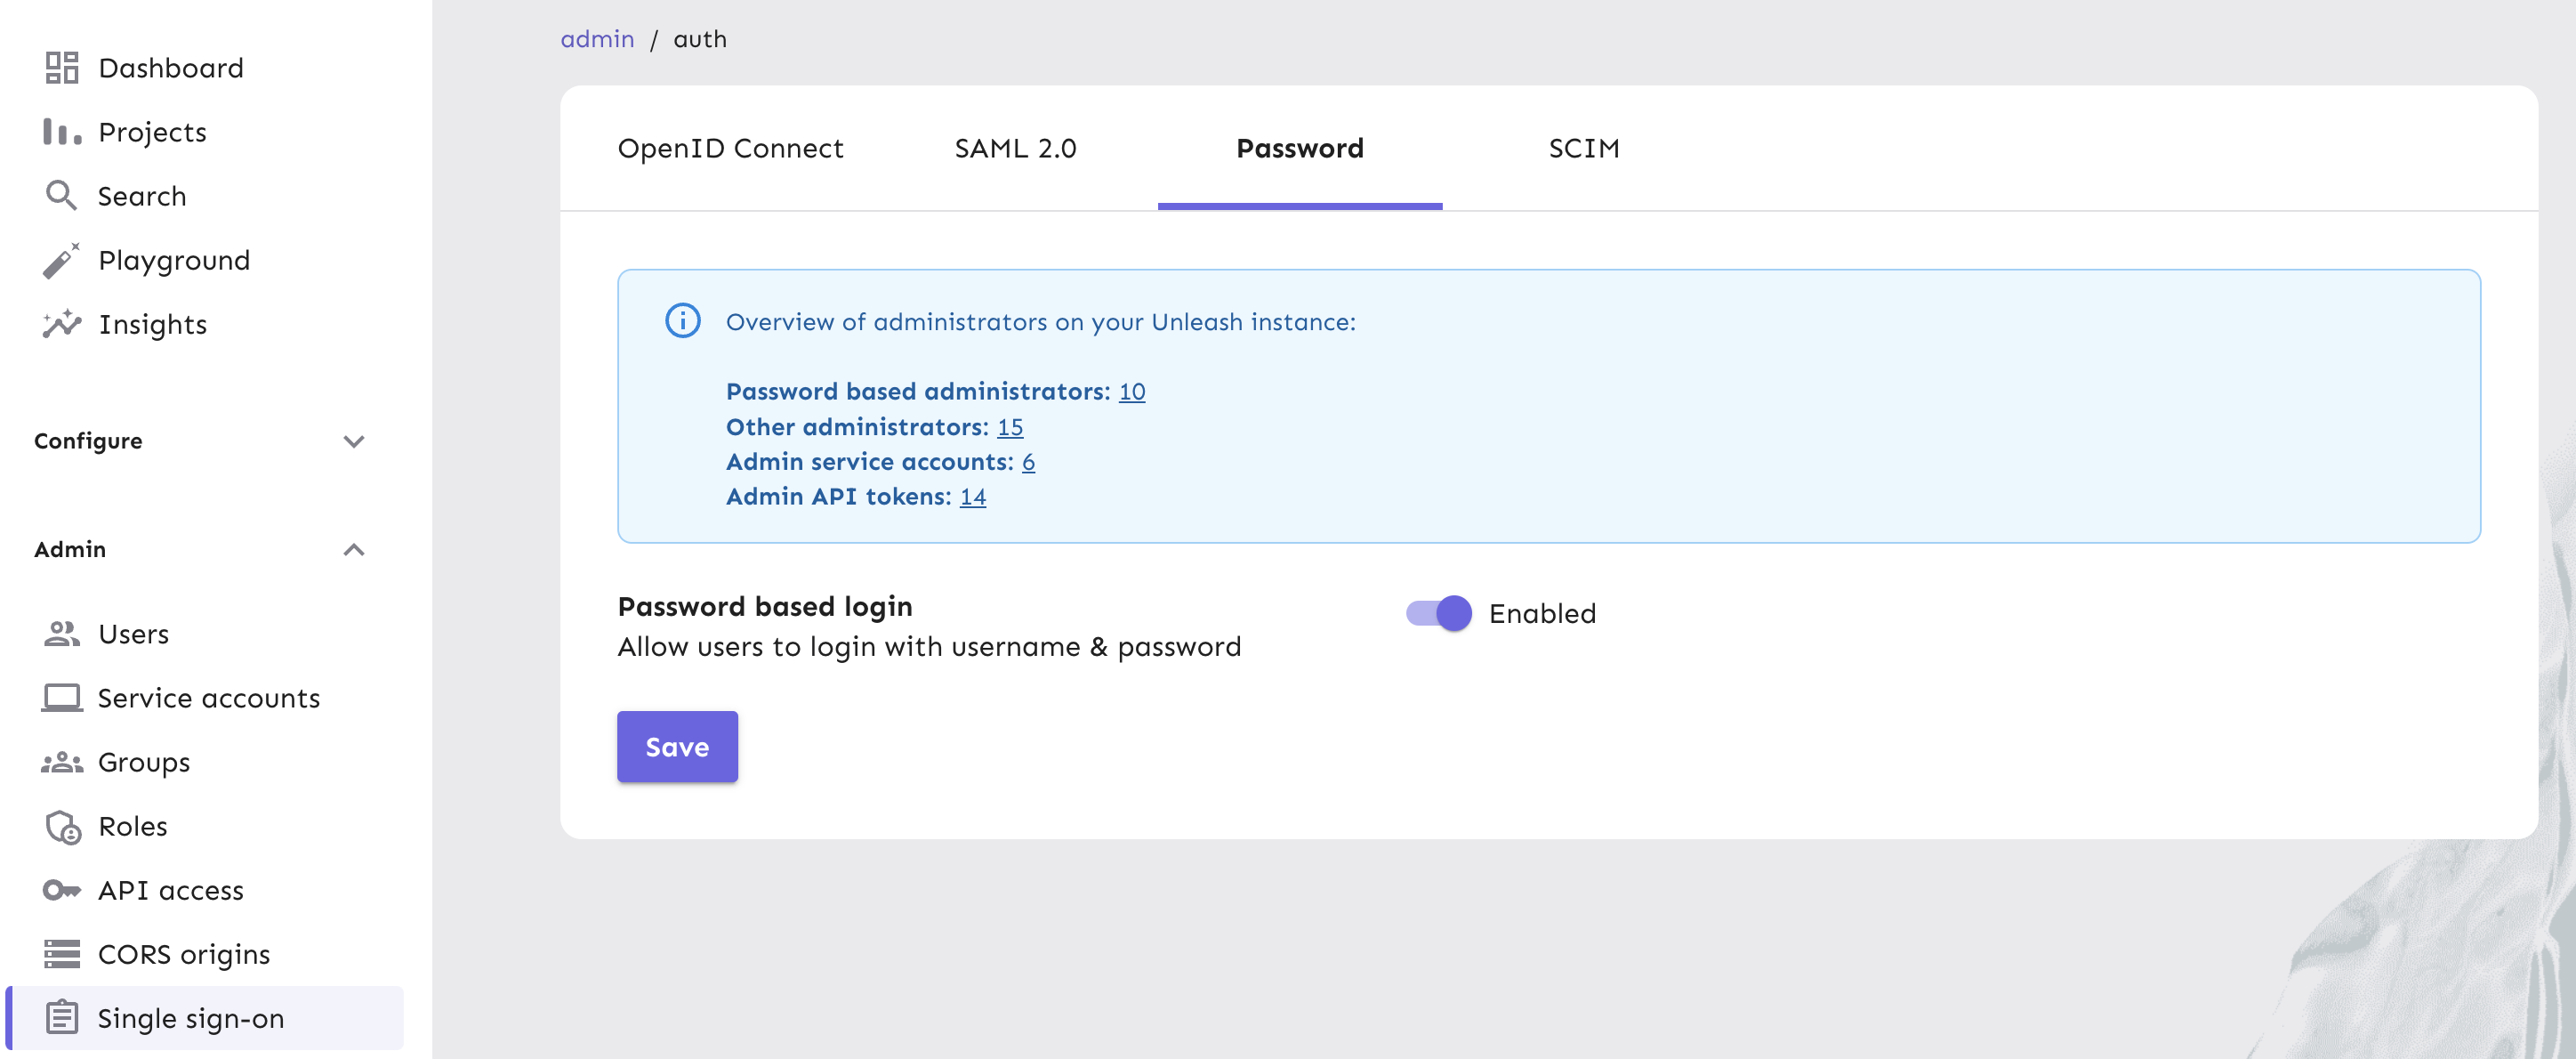 Dashboard
Projects
Search
Playground
Insights
Configure
Admin
Users
Service accounts
Groups
Roles
API access
CORS origins
Single sign-on
admin / auth
OpenID Connect
SAML 2.0
Password
SCIM
Overview of administrators on your Unleash instance:
Password based administrators: 10
Other administrators: 15
Admin service accounts: 6
Admin API tokens: 14
Password based login
Allow users to login with username & password
Enabled
Save